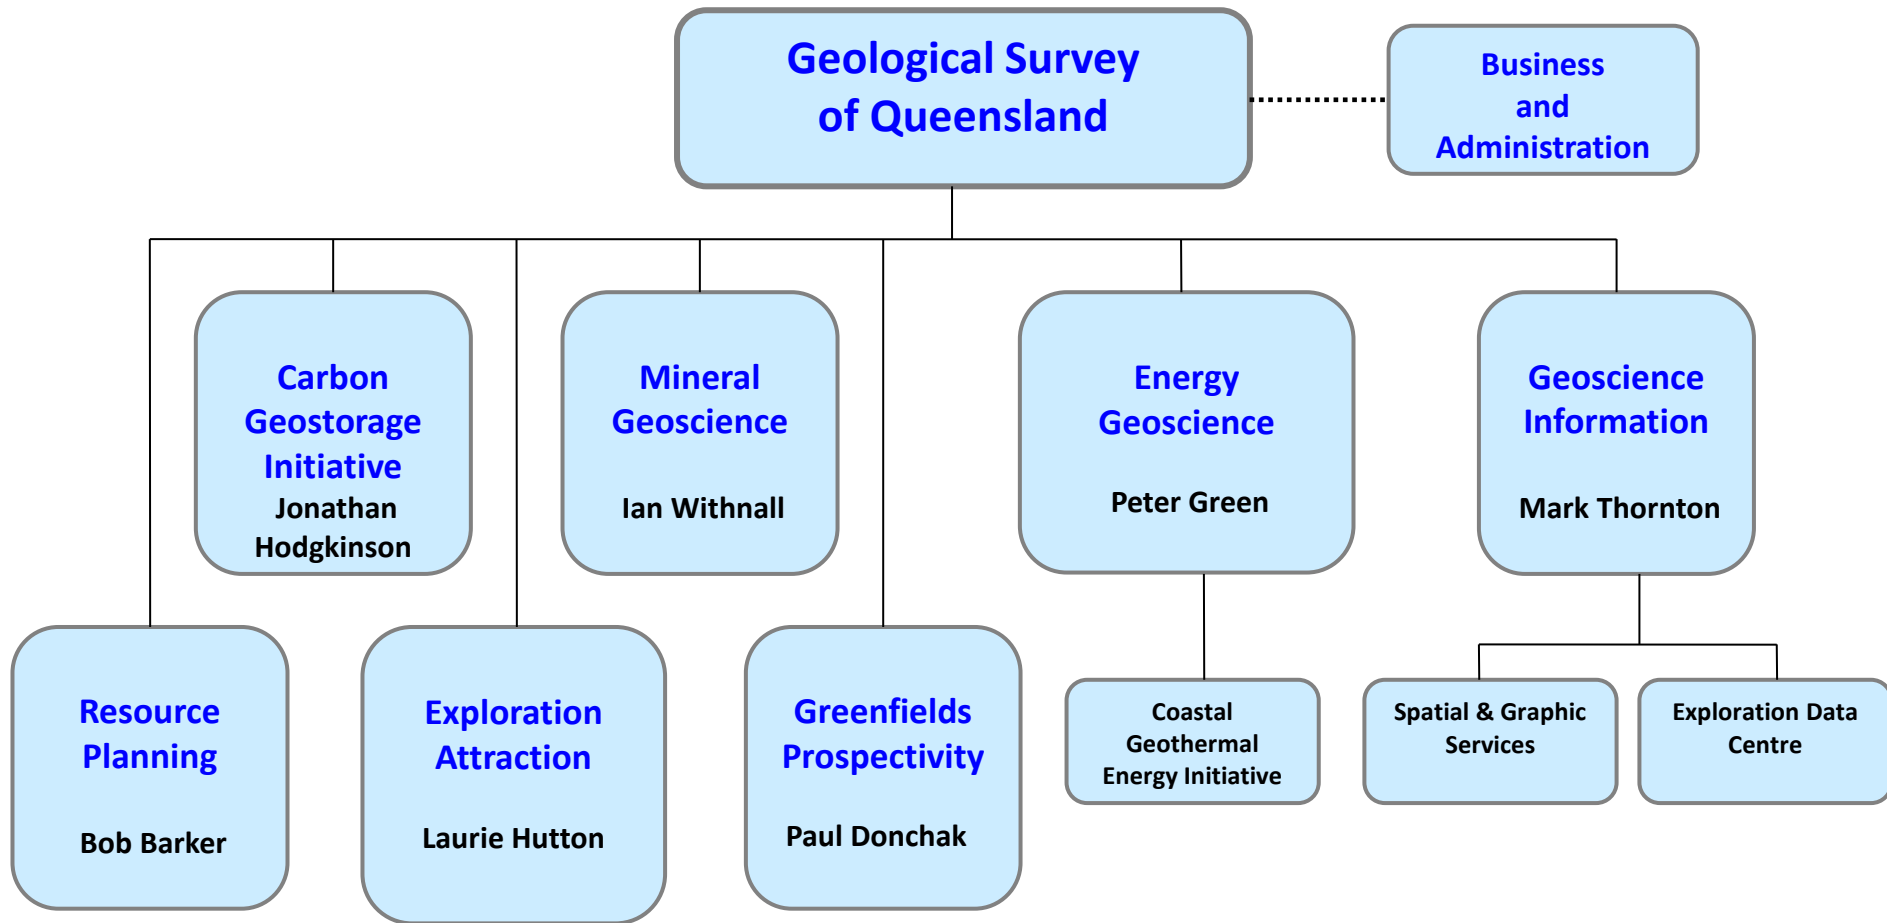 Geological Survey
of Queensland
Business
and
Administration
Carbon
Geostorage
Initiative
Jonathan
Hodgkinson
Mineral
Geoscience
Ian Withnall
Energy
Geoscience
Peter Green
Geoscience
Information
Mark Thornton
Resource
Planning
Bob Barker
Exploration
Attraction
Laurie Hutton
Greenfields
Prospectivity
Paul Donchak
Coastal
Geothermal
Energy Initiative
Spatial & Graphic
Services
Exploration Data
Centre